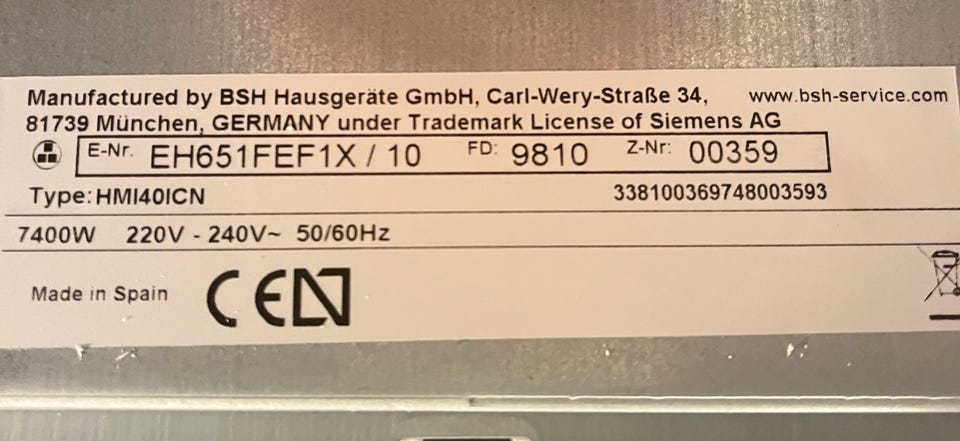 Manufactured by BSH Hausgeräte GmbH, Carl-Wery-Straße 34, www.bsh-service.com
81739 München, GERMANY under Trademark License of Siemens AG
E-Nr. EH651FEF1X / 10 FD: 9810 Z-Nr: 00359
Type: HMI40ICN 338100369748003593
7400W 220V - 240V~ 50/60Hz
Made in Spain CE N